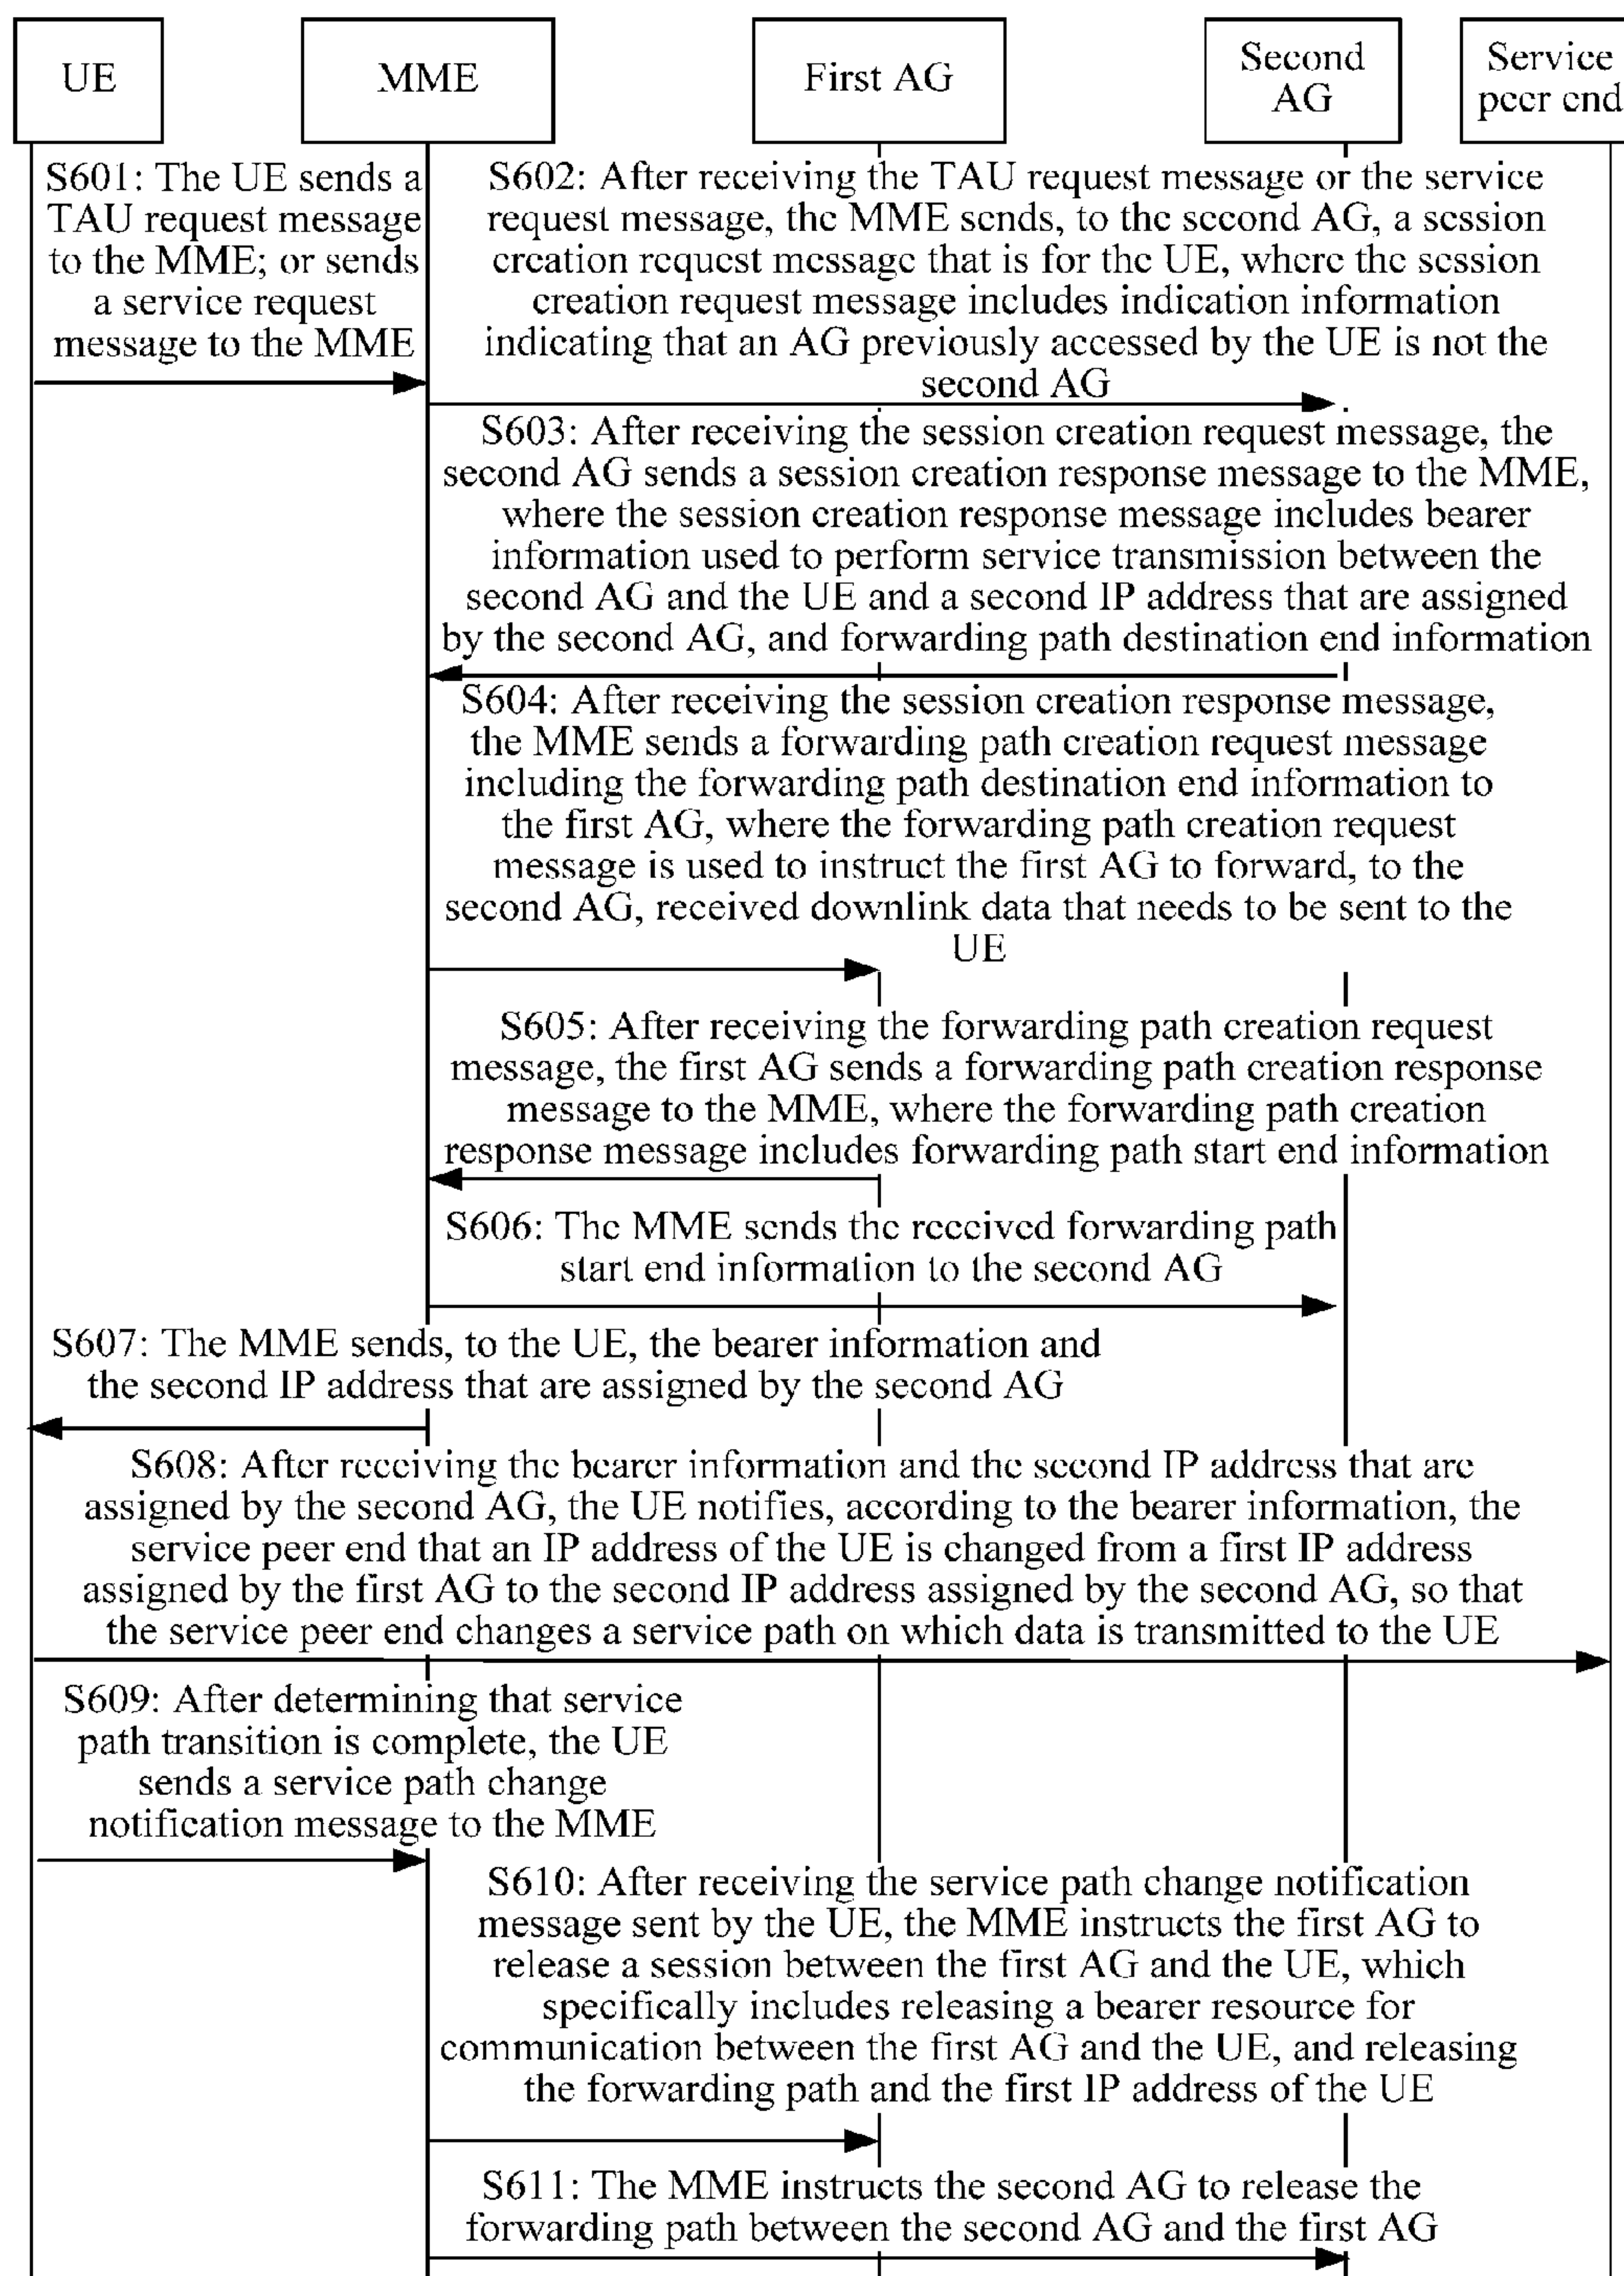 UE
MME
First AG
Second
AG
Service
peer end
S601: The UE sends a
TAU request message
to the MME; or sends
a service request
message to the MME
S602: After receiving the TAU request message or the service
request message, the MME sends, to the second AG, a session
creation request message that is for the UE, where the session
creation request message includes indication information
indicating that an AG previously accessed by the UE is not the
second AG
S603: After receiving the session creation request message, the
second AG sends a session creation response message to the MME,
where the session creation response message includes bearer
information used to perform service transmission between the
second AG and the UE and a second IP address that are assigned
by the second AG, and forwarding path destination end information
S604: After receiving the session creation response message,
the MME sends a forwarding path creation request message
including the forwarding path destination end information to
the first AG, where the forwarding path creation request
message is used to instruct the first AG to forward, to the
second AG, received downlink data that needs to be sent to the
UE
S605: After receiving the forwarding path creation request
message, the first AG sends a forwarding path creation response
message to the MME, where the forwarding path creation
response message includes forwarding path start end information
S606: The MME sends the received forwarding path
start end information to the second AG
S607: The MME sends, to the UE, the bearer information and
the second IP address that are assigned by the second AG
S608: After receiving the bearer information and the second IP address that are
assigned by the second AG, the UE notifies, according to the bearer information, the
service peer end that an IP address of the UE is changed from a first IP address
assigned by the first AG to the second IP address assigned by the second AG, so that
the service peer end changes a service path on which data is transmitted to the UE
S609: After determining that service
path transition is complete, the UE
sends a service path change
notification message to the MME
S610: After receiving the service path change notification
message sent by the UE, the MME instructs the first AG to
release a session between the first AG and the UE, which
specifically includes releasing a bearer resource for
communication between the first AG and the UE, and releasing
the forwarding path and the first IP address of the UE
S611: The MME instructs the second AG to release the
forwarding path between the second AG and the first AG